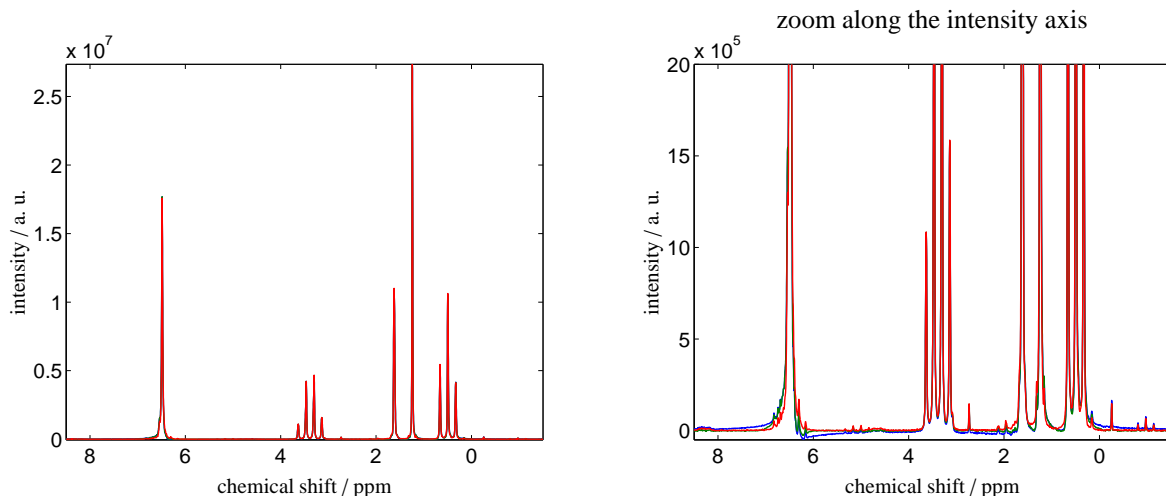 x 10^7
2.5
2
1.5
1
0.5
0
8 6 4 2 0
intensity / a. u.
chemical shift / ppm
zoom along the intensity axis
x 10^5
20
15
10
5
0
8 6 4 2 0
intensity / a. u.
chemical shift / ppm